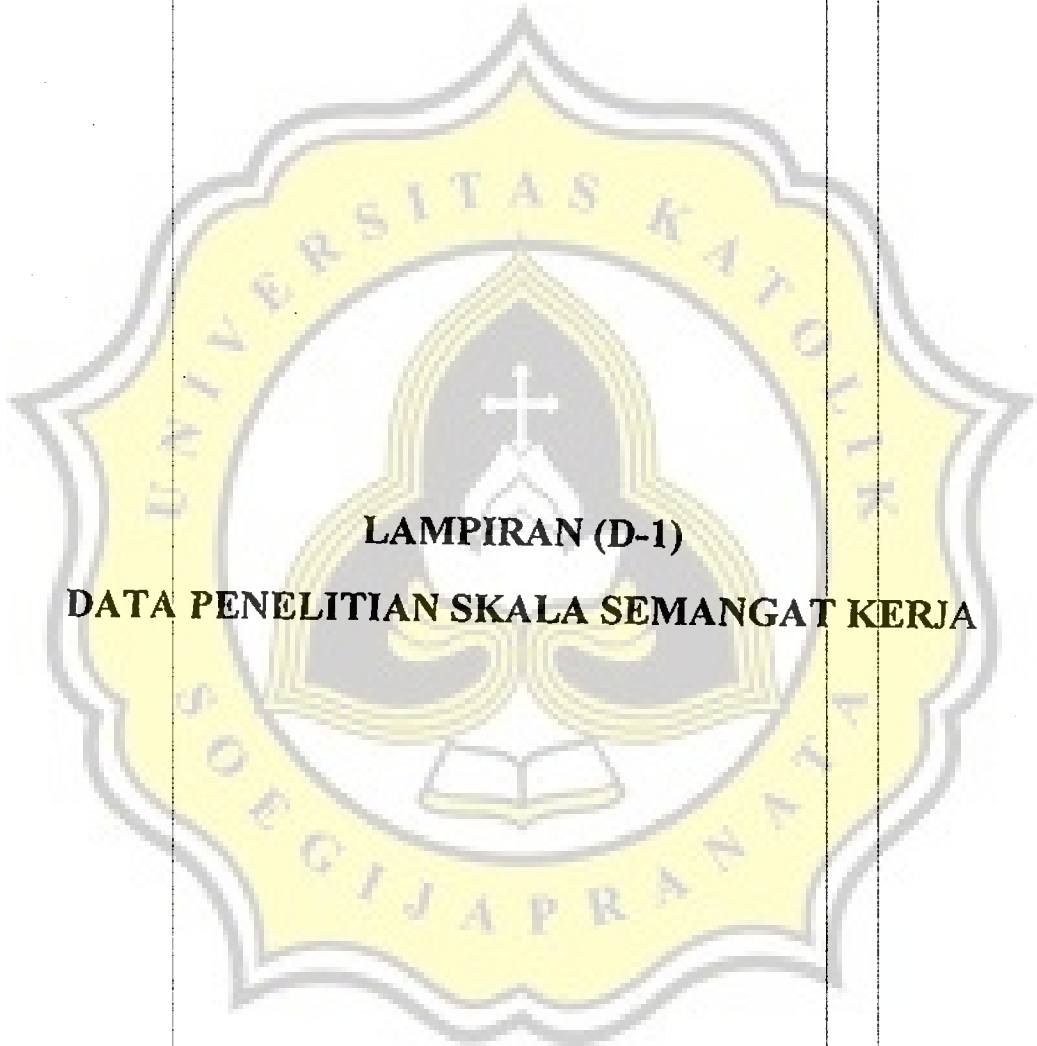 UNIVERSITAS KATOLIK
LAMPIRAN (D-1)
DATA PENELITIAN SKALA SEMANGAT KERJA
SOEGIJAPRANATA